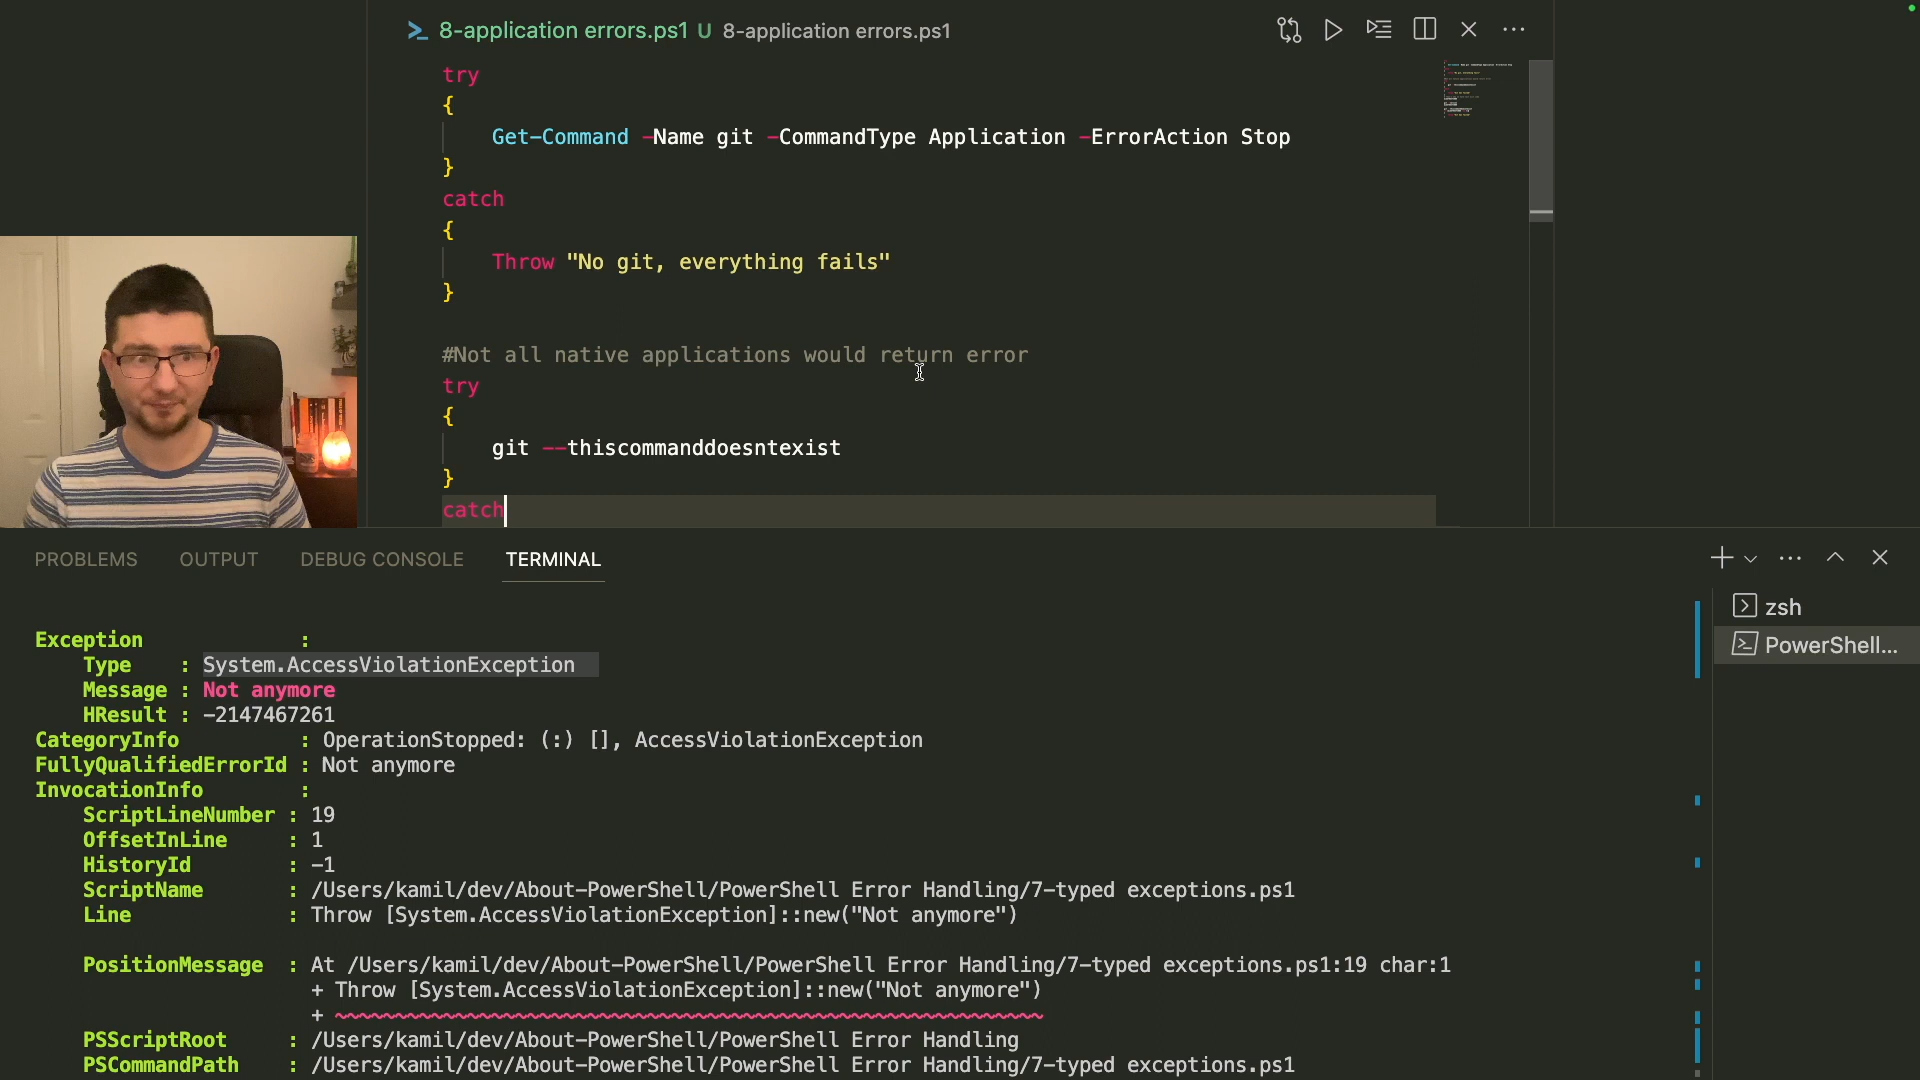 8-application errors.ps1 U 8-application errors.ps1
try
{
Get-Command -Name git -CommandType Application -ErrorAction Stop
}
catch
{
Throw "No git, everything fails"
}
#Not all native applications would return error
try
{
git --thiscommanddoesntexist
}
catch
PROBLEMS OUTPUT DEBUG CONSOLE TERMINAL
zsh
PowerShell...
Exception :
Type : System.AccessViolationException
Message : Not anymore
HResult : -2147467261
CategoryInfo : OperationStopped: (:) [], AccessViolationException
FullyQualifiedErrorId : Not anymore
InvocationInfo :
ScriptLineNumber : 19
OffsetInLine : 1
HistoryId : -1
ScriptName : /Users/kamil/dev/About-PowerShell/PowerShell Error Handling/7-typed exceptions.ps1
Line : Throw [System.AccessViolationException]::new("Not anymore")
PositionMessage : At /Users/kamil/dev/About-PowerShell/PowerShell Error Handling/7-typed exceptions.ps1:19 char:1
+ Throw [System.AccessViolationException]::new("Not anymore")
+ ~~~~~~~~~~~~~~~~~~~~~~~~~~~~~~~~~~~~~~~~~~~~~~~~~~~~~~~~~~~
PSScriptRoot : /Users/kamil/dev/About-PowerShell/PowerShell Error Handling
PSCommandPath : /Users/kamil/dev/About-PowerShell/PowerShell Error Handling/7-typed exceptions.ps1